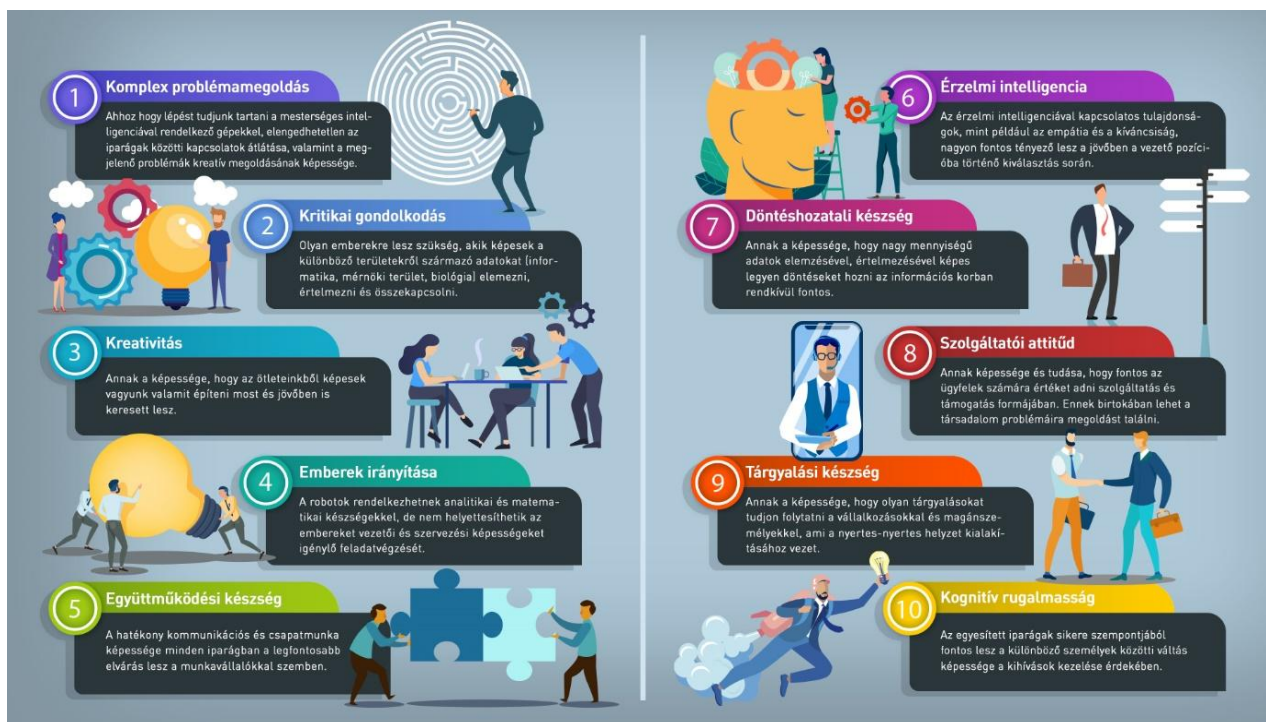 1
Komplex problémamegoldás
Ahhoz hogy lépést tudjunk tartani a mesterséges intel-
ligenciával rendelkező gépekkel, elengedhetetlen az
iparágak közötti kapcsolatok átlátása, valamint a meg-
jelenő problémák kreatív megoldásának képessége.
2
Kritikai gondolkodás
Olyan emberekre lesz szükség, akik képesek a
különböző területekről származó adatokat (infor-
matika, mérnöki terület, biológia) elemezni,
értelmezni és összekapcsolni.
3
Kreativitás
Annak a képessége, hogy az ötleteinkből képesek
vagyunk valamit építeni most és jövőben is
keresett lesz.
4
Emberek irányítása
A robotok rendelkezhetnek analitikai és matema-
tikai készségekkel, de nem helyettesíthetik az
embereket vezetői és szervezési képességeket
igénylő feladatvégzését.
5
Együttműködési készség
A hatékony kommunikációs és csapatmunka
képessége minden iparágban a legfontosabb
elvárás lesz a munkavállalókkal szemben.
6
Érzelmi intelligencia
Az érzelmi intelligenciával kapcsolatos tulajdonsá-
gok, mint például az empátia és a kíváncsiság,
nagyon fontos tényező lesz a jövőben a vezető pozíci-
óba történő kiválasztás során.
7
Döntéshozatali készség
Annak a képessége, hogy nagy mennyiségű
adatok elemzésével, értelmezésével képes
legyen döntéseket hozni az információs korban
rendkívül fontos.
8
Szolgáltatói attitűd
Annak képessége és tudása, hogy fontos az
ügyfelek számára értéket adni szolgáltatás és
támogatás formájában. Ennek birtokában lehet a
társadalom problémáira megoldást találni.
9
Tárgyalási készség
Annak a képessége, hogy olyan tárgyalásokat
tudjon folytatni a vállalkozásokkal és magánsze-
mélyekkel, ami a nyertes-nyertes helyzet kialakí-
tásához vezet.
10
Kognitív rugalmasság
Az egyesített iparágak sikere szempontjából
fontos lesz a különböző személyek közötti váltás
képessége a kihívások kezelése érdekében.